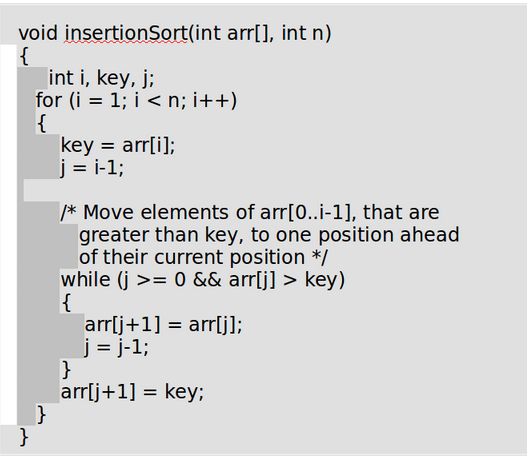 void insertionSort(int arr[], int n)
{
int i, key, j;
for (i = 1; i < n; i++)
{
key = arr[i];
j = i-1;
/* Move elements of arr[0..i-1], that are
greater than key, to one position ahead
of their current position */
while (j >= 0 && arr[j] > key)
{
arr[j+1] = arr[j];
j = j-1;
}
arr[j+1] = key;
}
}